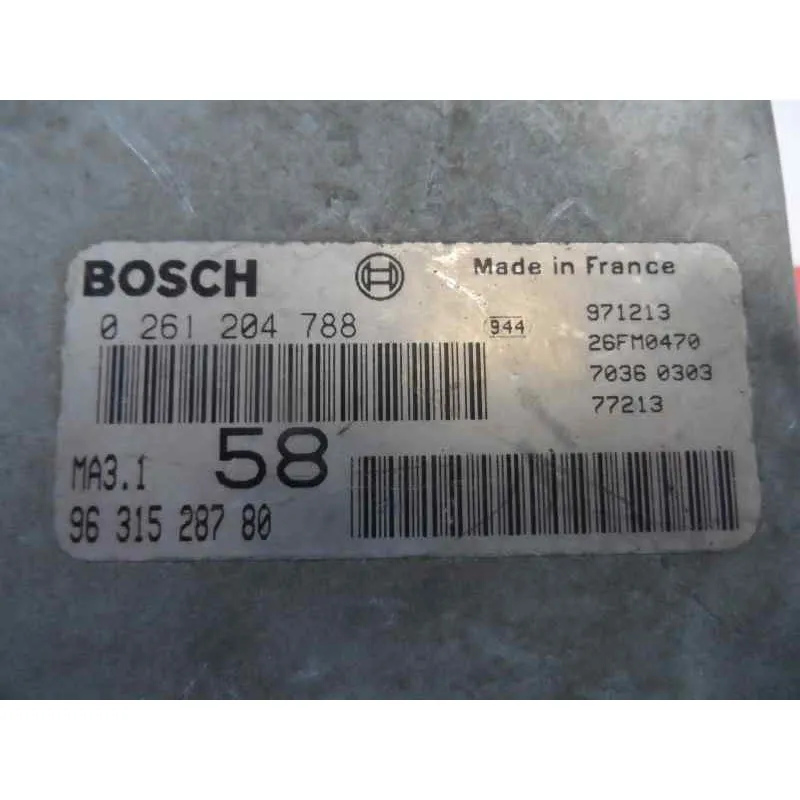 BOSCH
Made in France
0 261 204 788
944
971213
26FM0470
7036 0303
77213
MA3.1
58
96 315 287 80